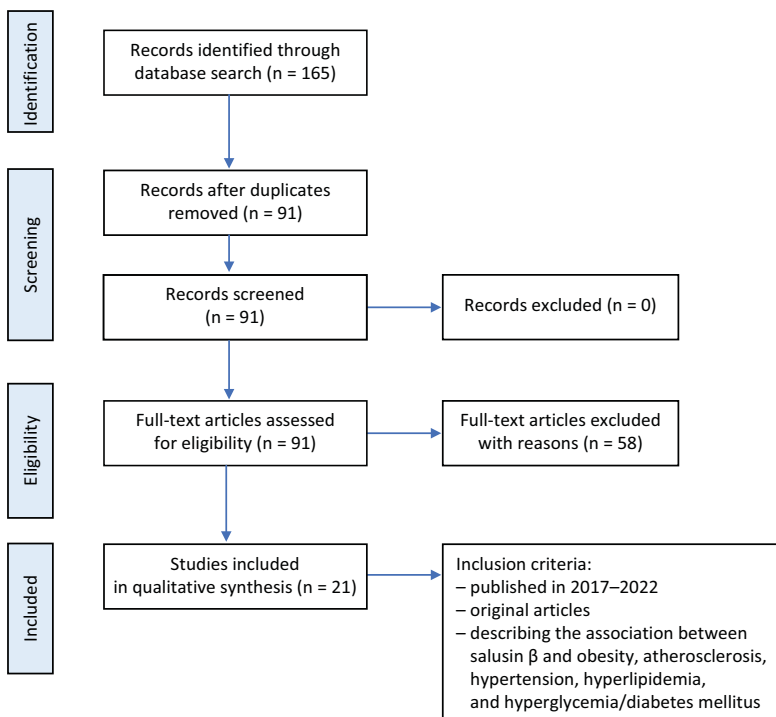 Identification
Records identified through
database search (n = 165)
Screening
Records after duplicates
removed (n = 91)
Records screened
(n = 91)
Records excluded (n = 0)
Eligibility
Full-text articles assessed
for eligibility (n = 91)
Full-text articles excluded
with reasons (n = 58)
Included
Studies included
in qualitative synthesis (n = 21)
Inclusion criteria:
– published in 2017–2022
– original articles
– describing the association between
salusin β and obesity, atherosclerosis,
hypertension, hyperlipidemia,
and hyperglycemia/diabetes mellitus